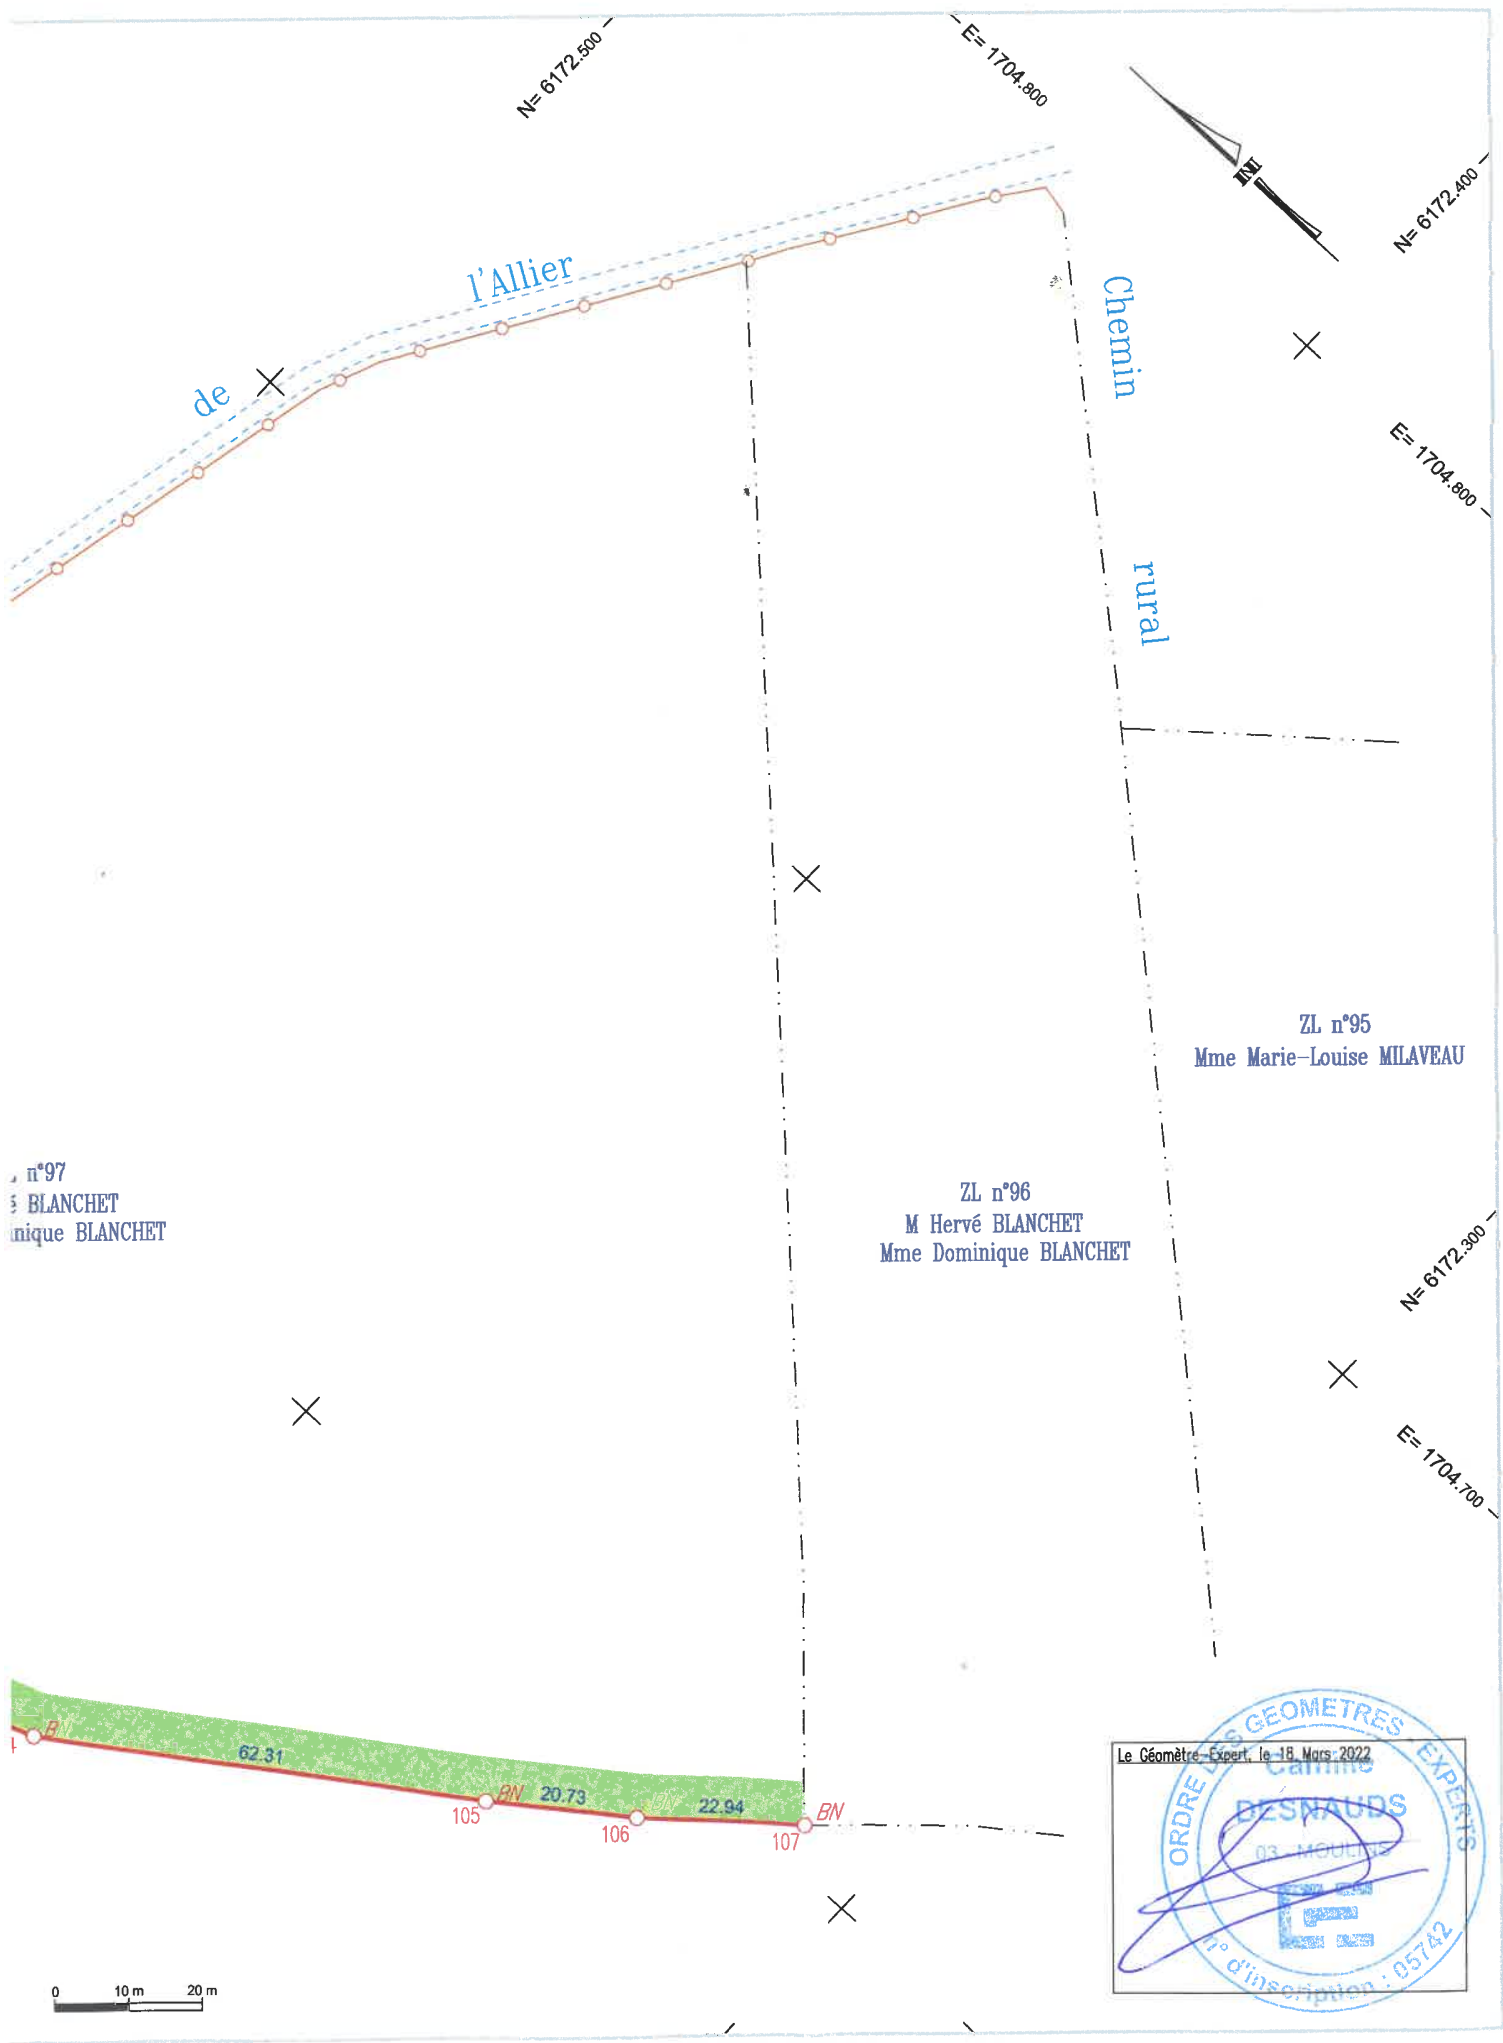 N= 6172.500
E= 1704.800
N
N= 6172.400
l'Allier
de
Chemin
rural
E= 1704.800
ZL n°95
Mme Marie-Louise MILAVEAU
n°97
BLANCHET
nique BLANCHET
ZL n°96
M Hervé BLANCHET
Mme Dominique BLANCHET
N= 6172.300
E= 1704.700
62.31
BN
20.73
22.94
BN
105
106
107
Le Géomètre-Expert, le 18 Mars 2022
ORDRE DES GEOMETRES - EXPERTS
DESNAUDS
03 - MOULINS
n° d'inscription : 05742
0 10 m 20 m